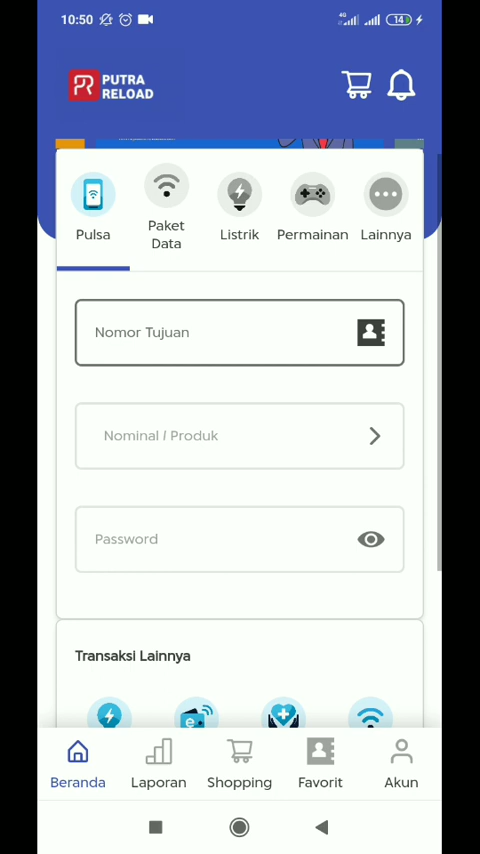 10:50
4G
14
PUTRA
RELOAD
Pulsa
Paket
Data
Listrik
Permainan
Lainnya
Nomor Tujuan
Nominal / Produk
Password
Transaksi Lainnya
e
Beranda
Laporan
Shopping
Favorit
Akun